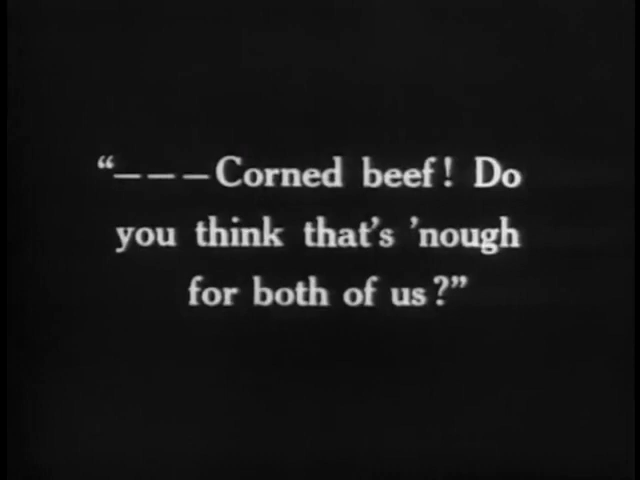 “———Corned beef! Do
you think that’s ’nough
for both of us?”